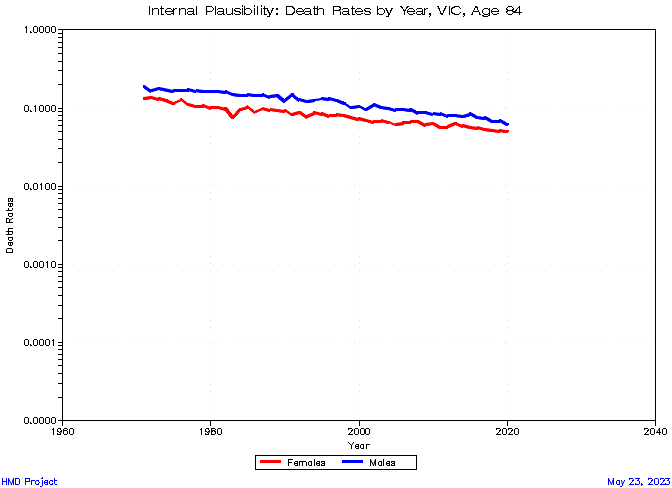 Internal Plausibility: Death Rates by Year, VIC, Age 84
1.0000
0.1000
0.0100
0.0010
0.0001
0.0000
Death Rates
1960
1980
2000
2020
2040
Year
Females
Males
HMD Project
May 23, 2023